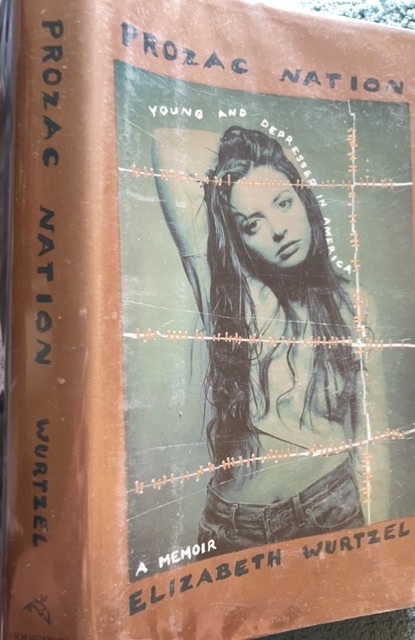 PROZAC NATION WURTZEL
PROZAC NATION
YOUNG AND DEPRESSED IN AMERICA
A MEMOIR
ELIZABETH WURTZEL